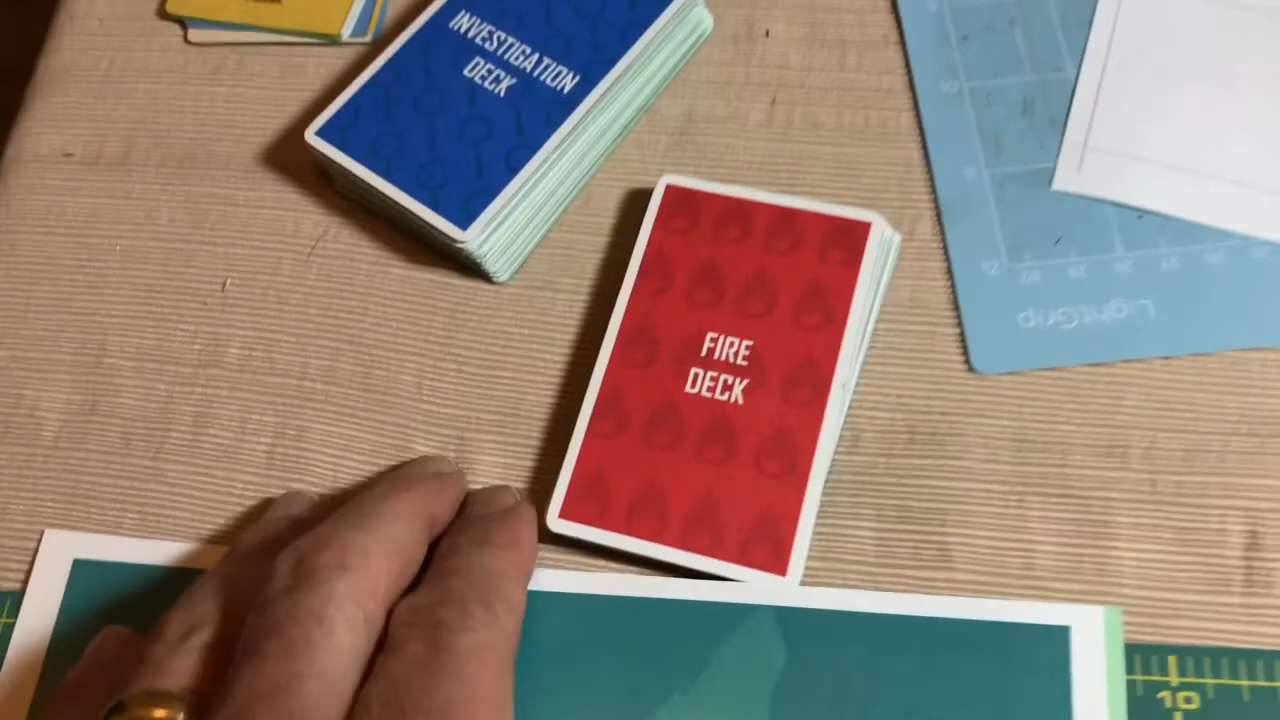 INVESTIGATION
DECK
FIRE
DECK
LightGrip
10